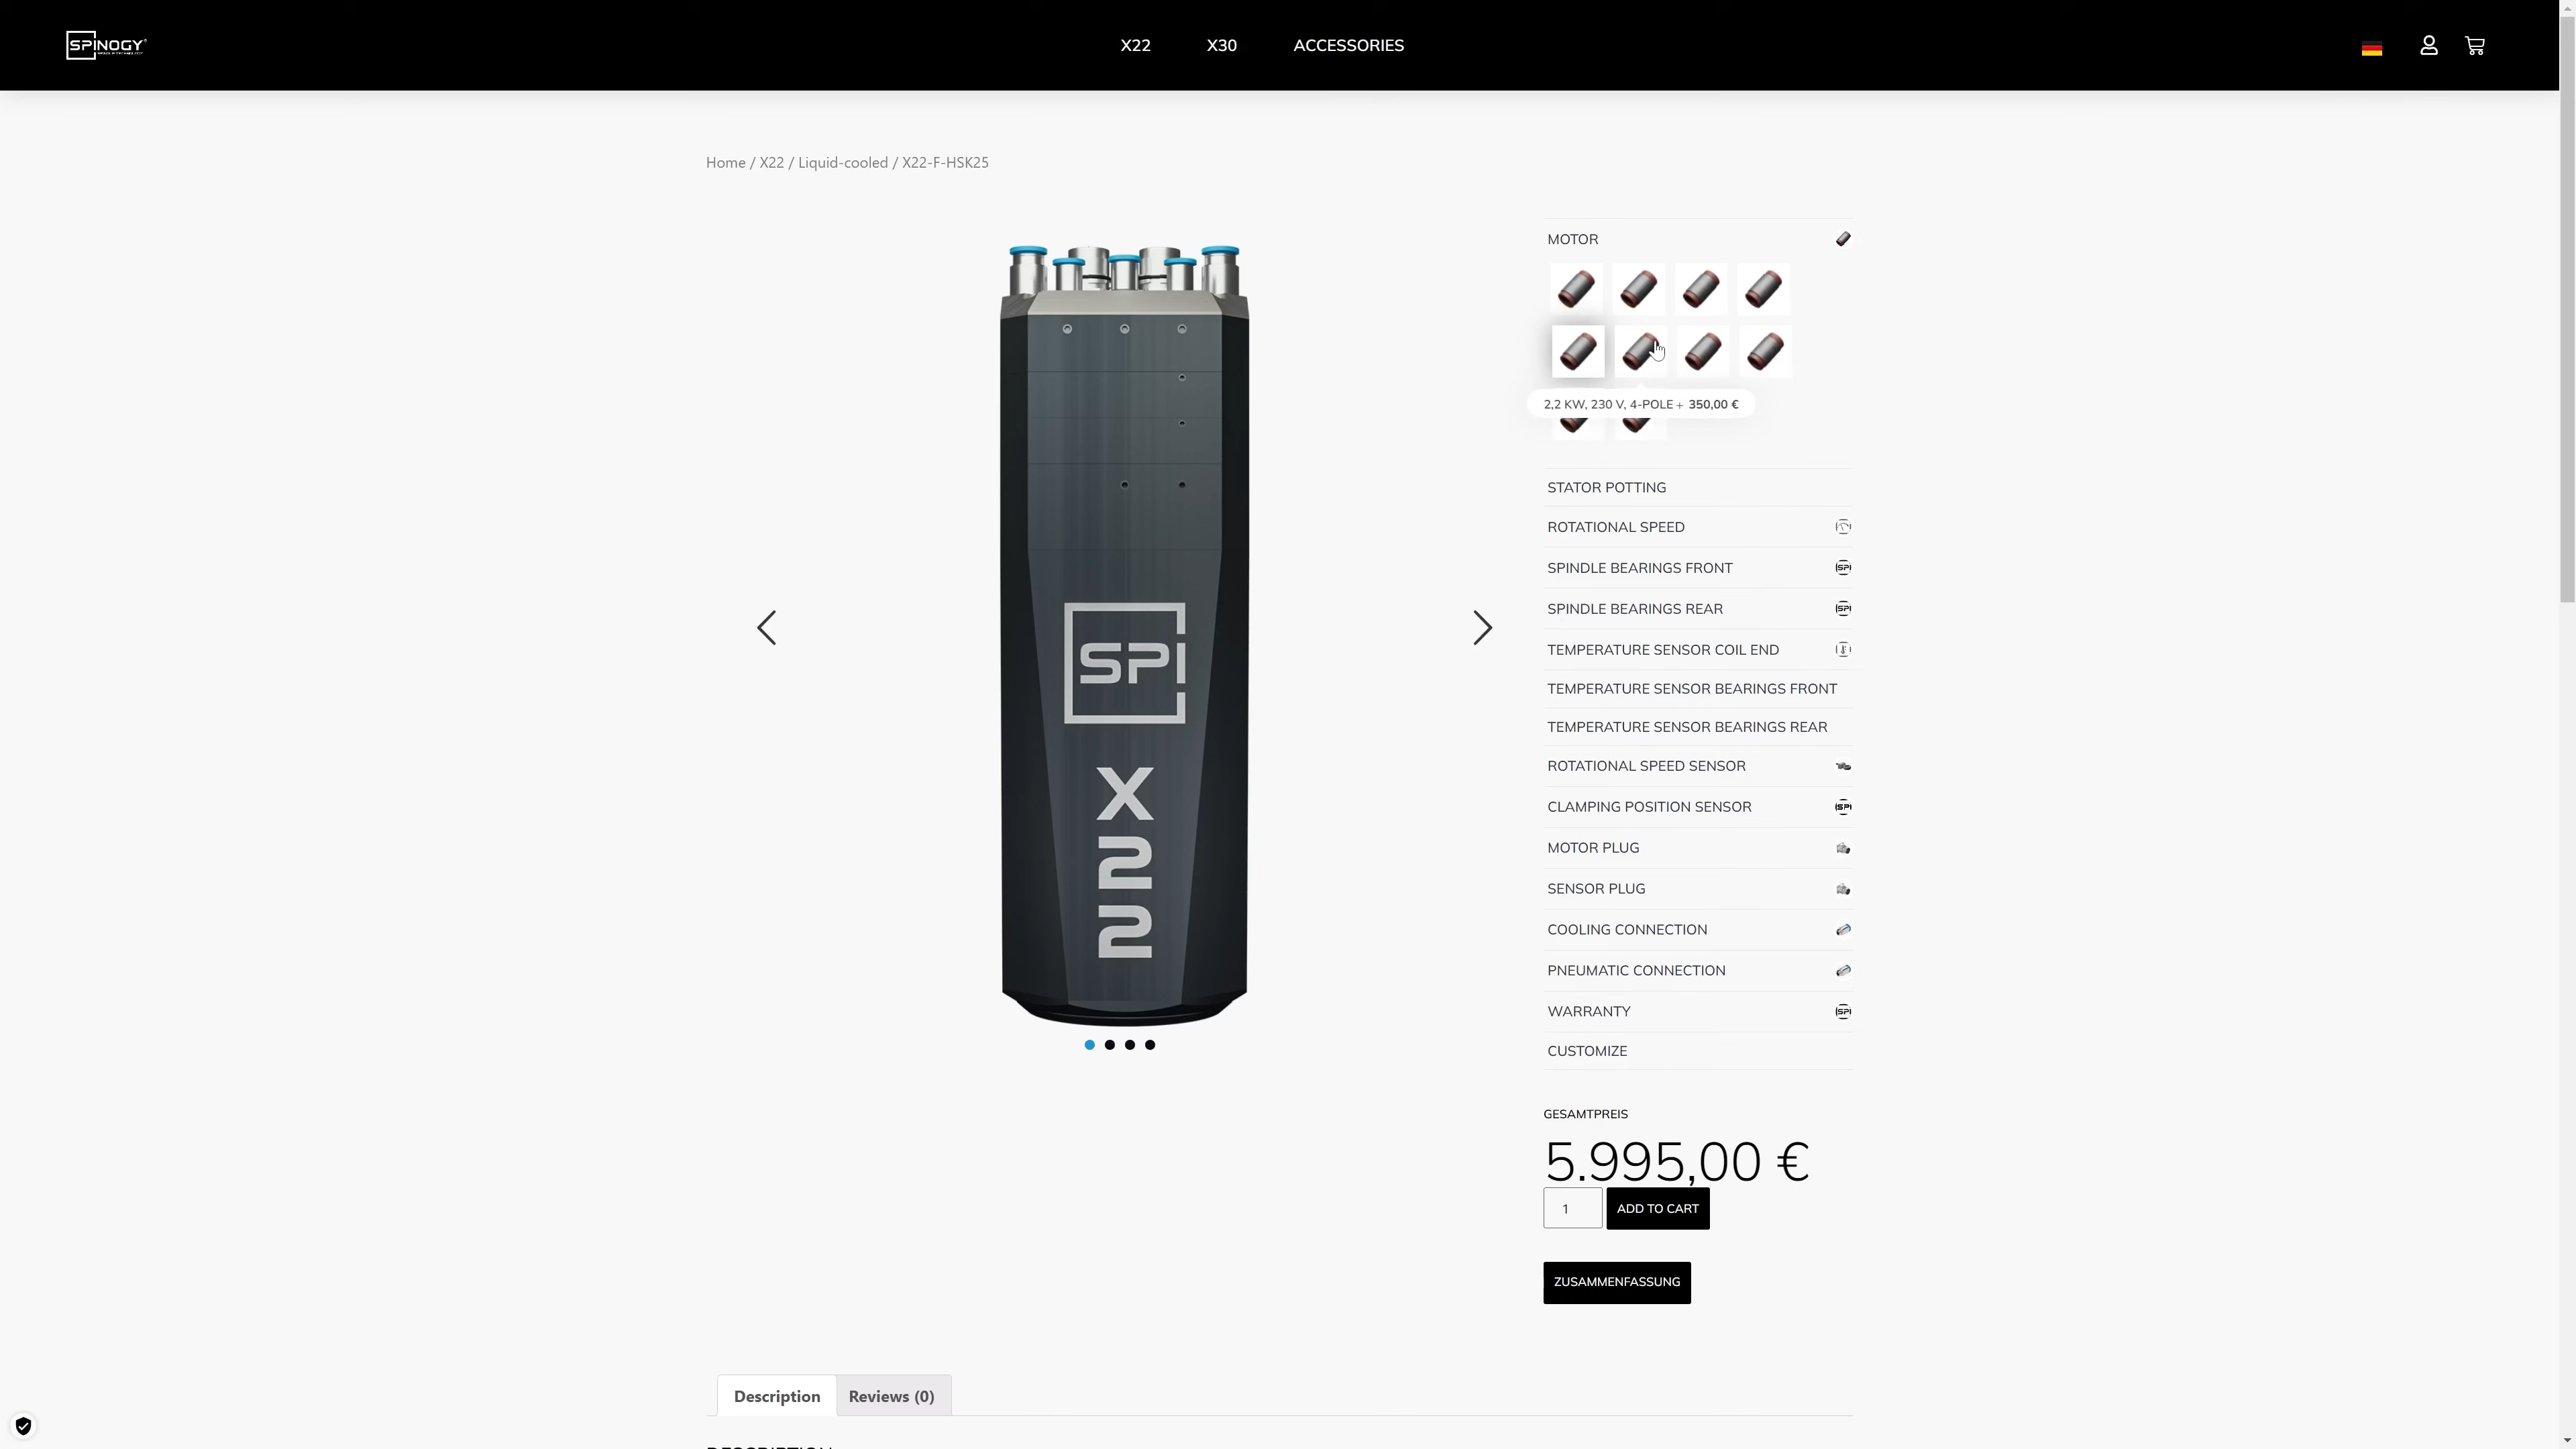 SPINOGY
X22
X30
ACCESSORIES
Home / X22 / Liquid-cooled / X22-F-HSK25
MOTOR
2,2 KW, 230 V, 4-POLE + 350,00 €
STATOR POTTING
ROTATIONAL SPEED
SPINDLE BEARINGS FRONT
SPINDLE BEARINGS REAR
TEMPERATURE SENSOR COIL END
TEMPERATURE SENSOR BEARINGS FRONT
TEMPERATURE SENSOR BEARINGS REAR
ROTATIONAL SPEED SENSOR
CLAMPING POSITION SENSOR
MOTOR PLUG
SENSOR PLUG
COOLING CONNECTION
PNEUMATIC CONNECTION
WARRANTY
CUSTOMIZE
SPI
X22
GESAMTPREIS
5.995,00 €
1
ADD TO CART
ZUSAMMENFASSUNG
Description
Reviews (0)
DESCRIPTION